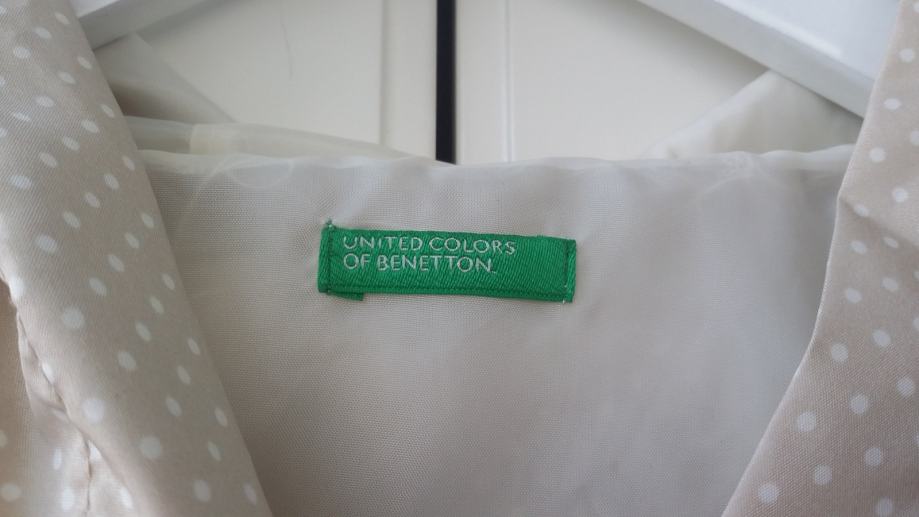 UNITED COLORS
OF BENETTON.